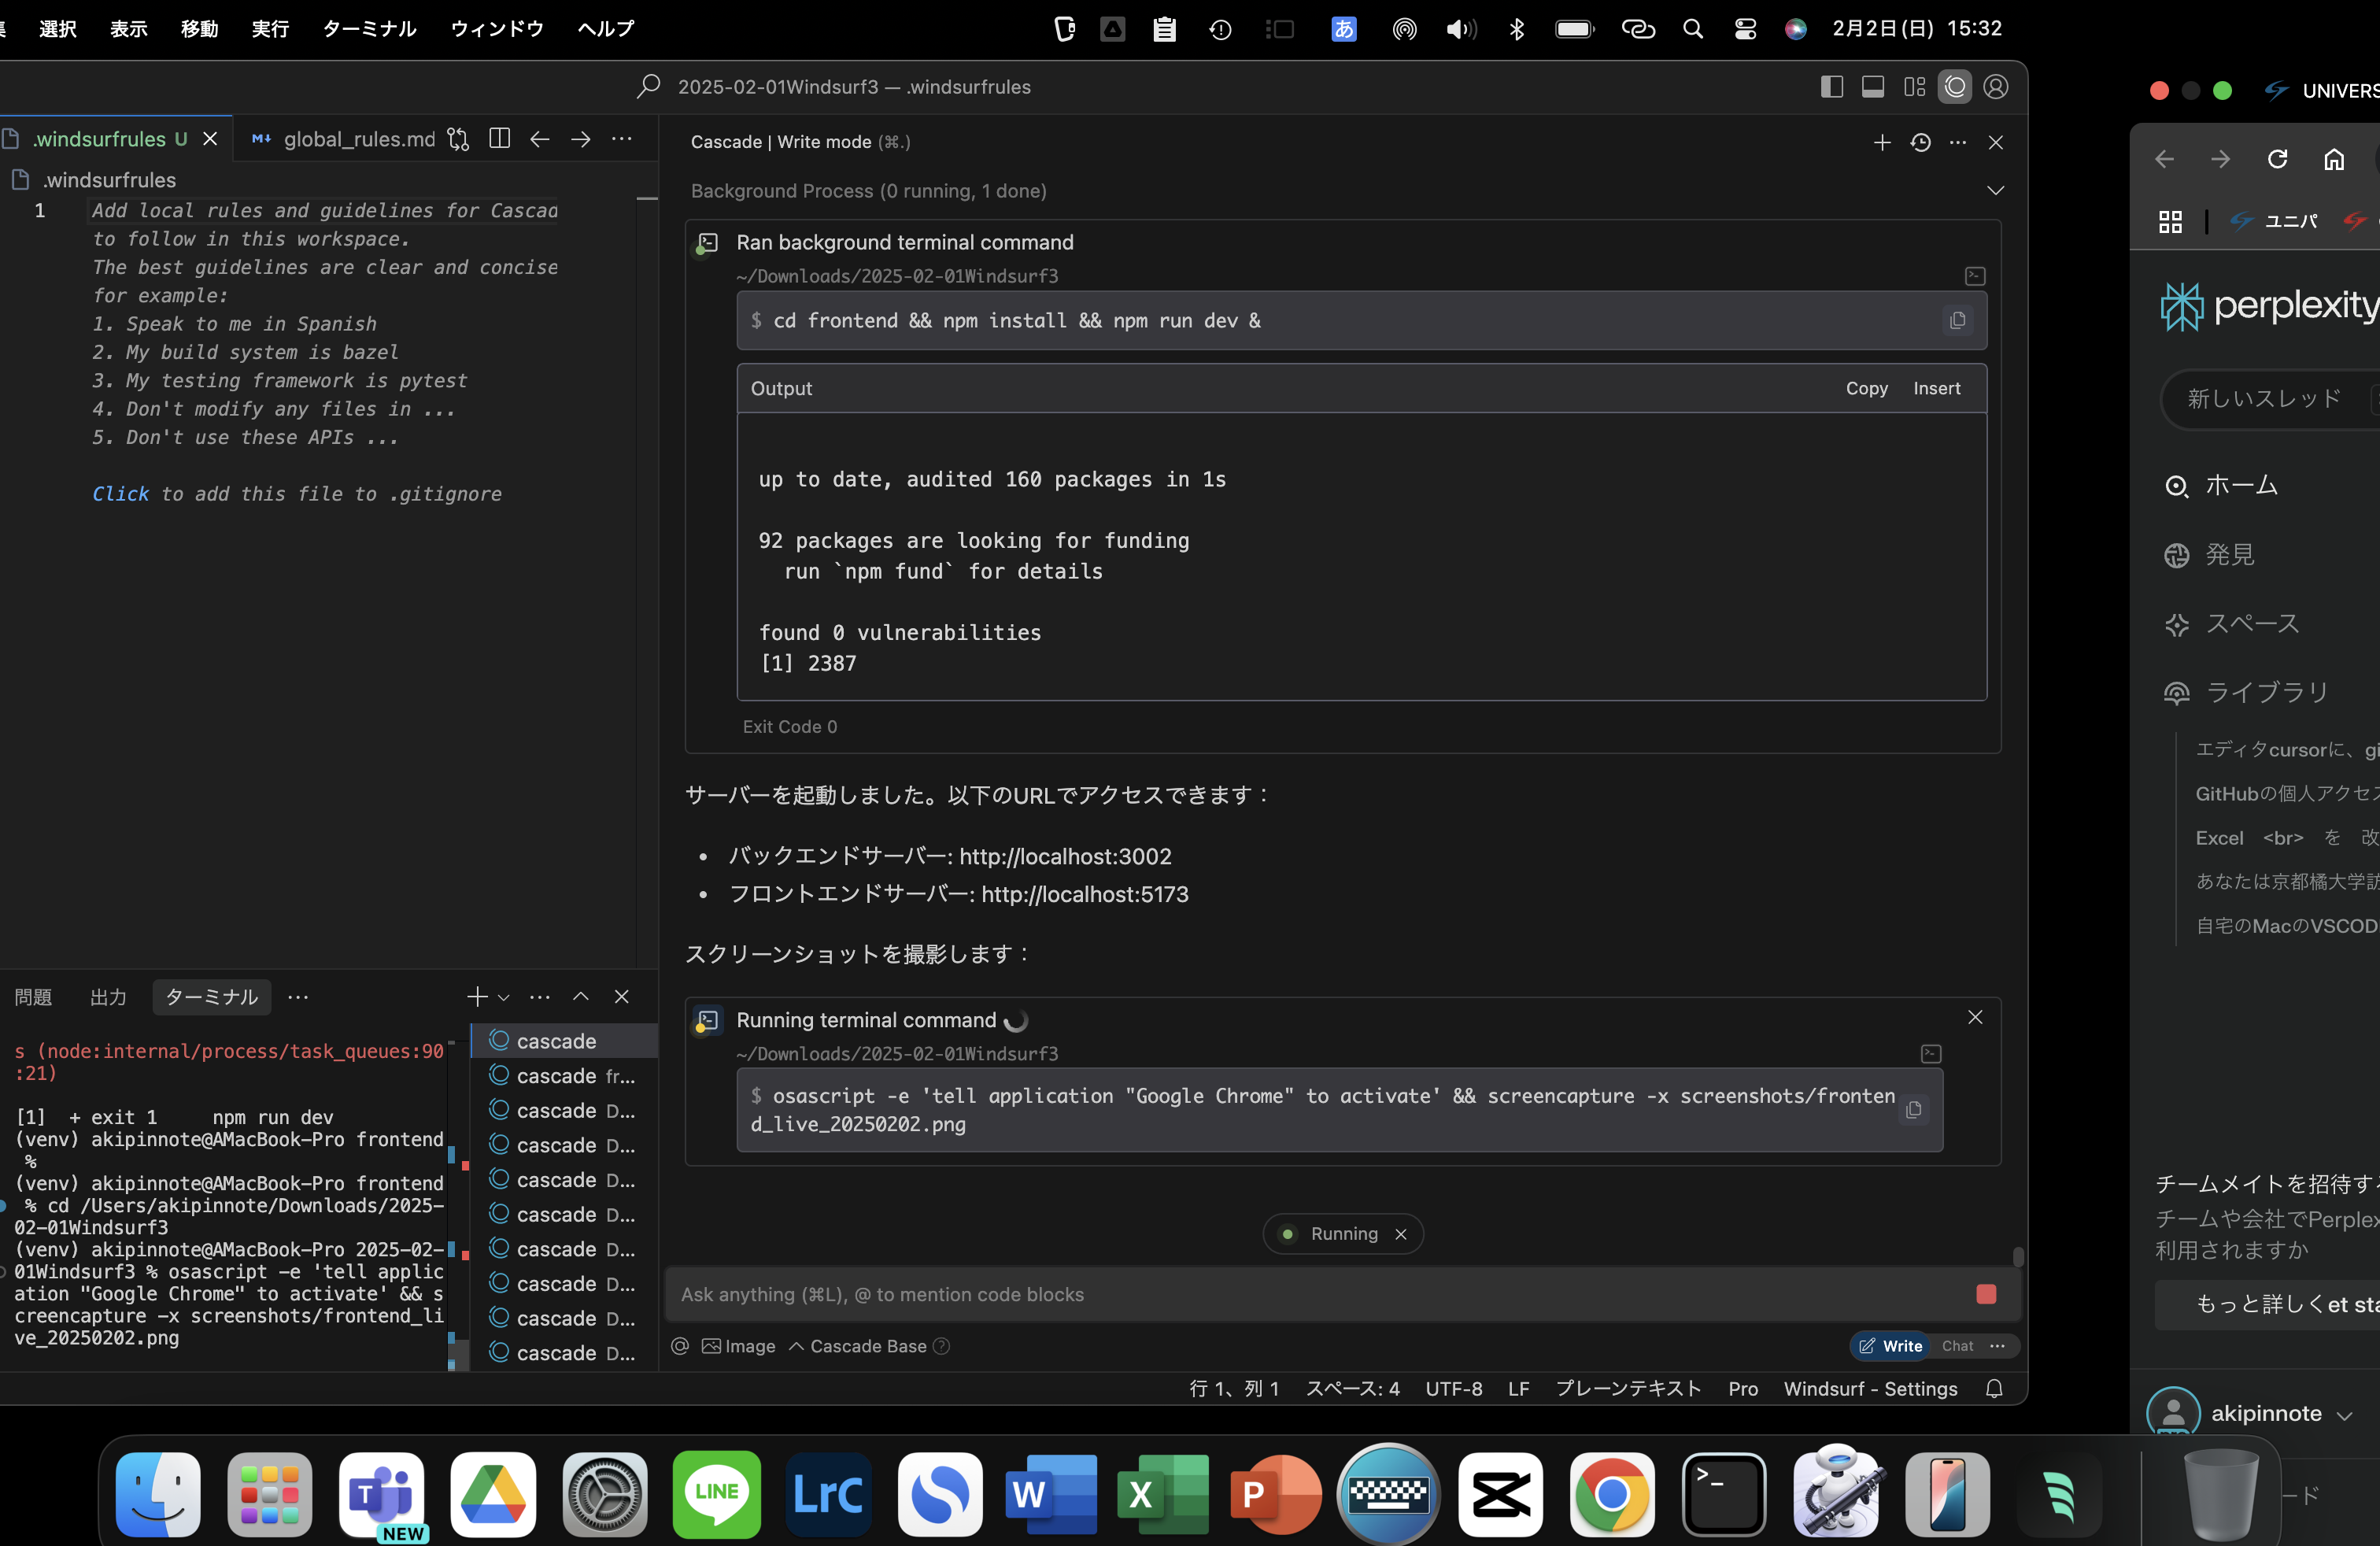 選択 表示 移動 実行 ターミナル ウィンドウ ヘルプ
あ
2月2日(日) 15:32
2025-02-01Windsurf3 — .windsurfrules
.windsurfrules U
global_rules.md
.windsurfrules
1
Add local rules and guidelines for Cascad
to follow in this workspace.
The best guidelines are clear and concise
for example:
1. Speak to me in Spanish
2. My build system is bazel
3. My testing framework is pytest
4. Don't modify any files in ...
5. Don't use these APIs ...
Click to add this file to .gitignore
Cascade | Write mode (⌘.)
Background Process (0 running, 1 done)
Ran background terminal command
~/Downloads/2025-02-01Windsurf3
$ cd frontend && npm install && npm run dev &
Output
Copy Insert
up to date, audited 160 packages in 1s
92 packages are looking for funding
run `npm fund` for details
found 0 vulnerabilities
[1] 2387
Exit Code 0
サーバーを起動しました。以下のURLでアクセスできます：
• バックエンドサーバー: http://localhost:3002
• フロントエンドサーバー: http://localhost:5173
スクリーンショットを撮影します：
Running terminal command
~/Downloads/2025-02-01Windsurf3
$ osascript -e 'tell application "Google Chrome" to activate' && screencapture -x screenshots/fronten
d_live_20250202.png
Running
Ask anything (⌘L), @ to mention code blocks
Image Cascade Base
Write Chat
問題 出力 ターミナル
s (node:internal/process/task_queues:90
:21)
[1]  + exit 1     npm run dev
(venv) akipinnote@AMacBook-Pro frontend
%
(venv) akipinnote@AMacBook-Pro frontend
% cd /Users/akipinnote/Downloads/2025-
02-01Windsurf3
(venv) akipinnote@AMacBook-Pro 2025-02-
01Windsurf3 % osascript -e 'tell applic
ation "Google Chrome" to activate' && s
creencapture -x screenshots/frontend_li
ve_20250202.png
cascade
cascade fr...
cascade D...
cascade D...
cascade D...
cascade D...
cascade D...
cascade D...
cascade D...
cascade D...
行 1、列 1 スペース: 4 UTF-8 LF プレーンテキスト Pro Windsurf - Settings
UNIVERS
ユニパ
perplexity
新しいスレッド
ホーム
発見
スペース
ライブラリ
エディタcursorに、gi
GitHubの個人アクセス
Excel <br> を 改
あなたは京都橘大学訪
自宅のMacのVSCOD
チームメイトを招待する
チームや会社でPerplex
利用されますか
もっと詳しくet sta
akipinnote
ード
T
NEW
LINE
LrC
W
X
P
>_